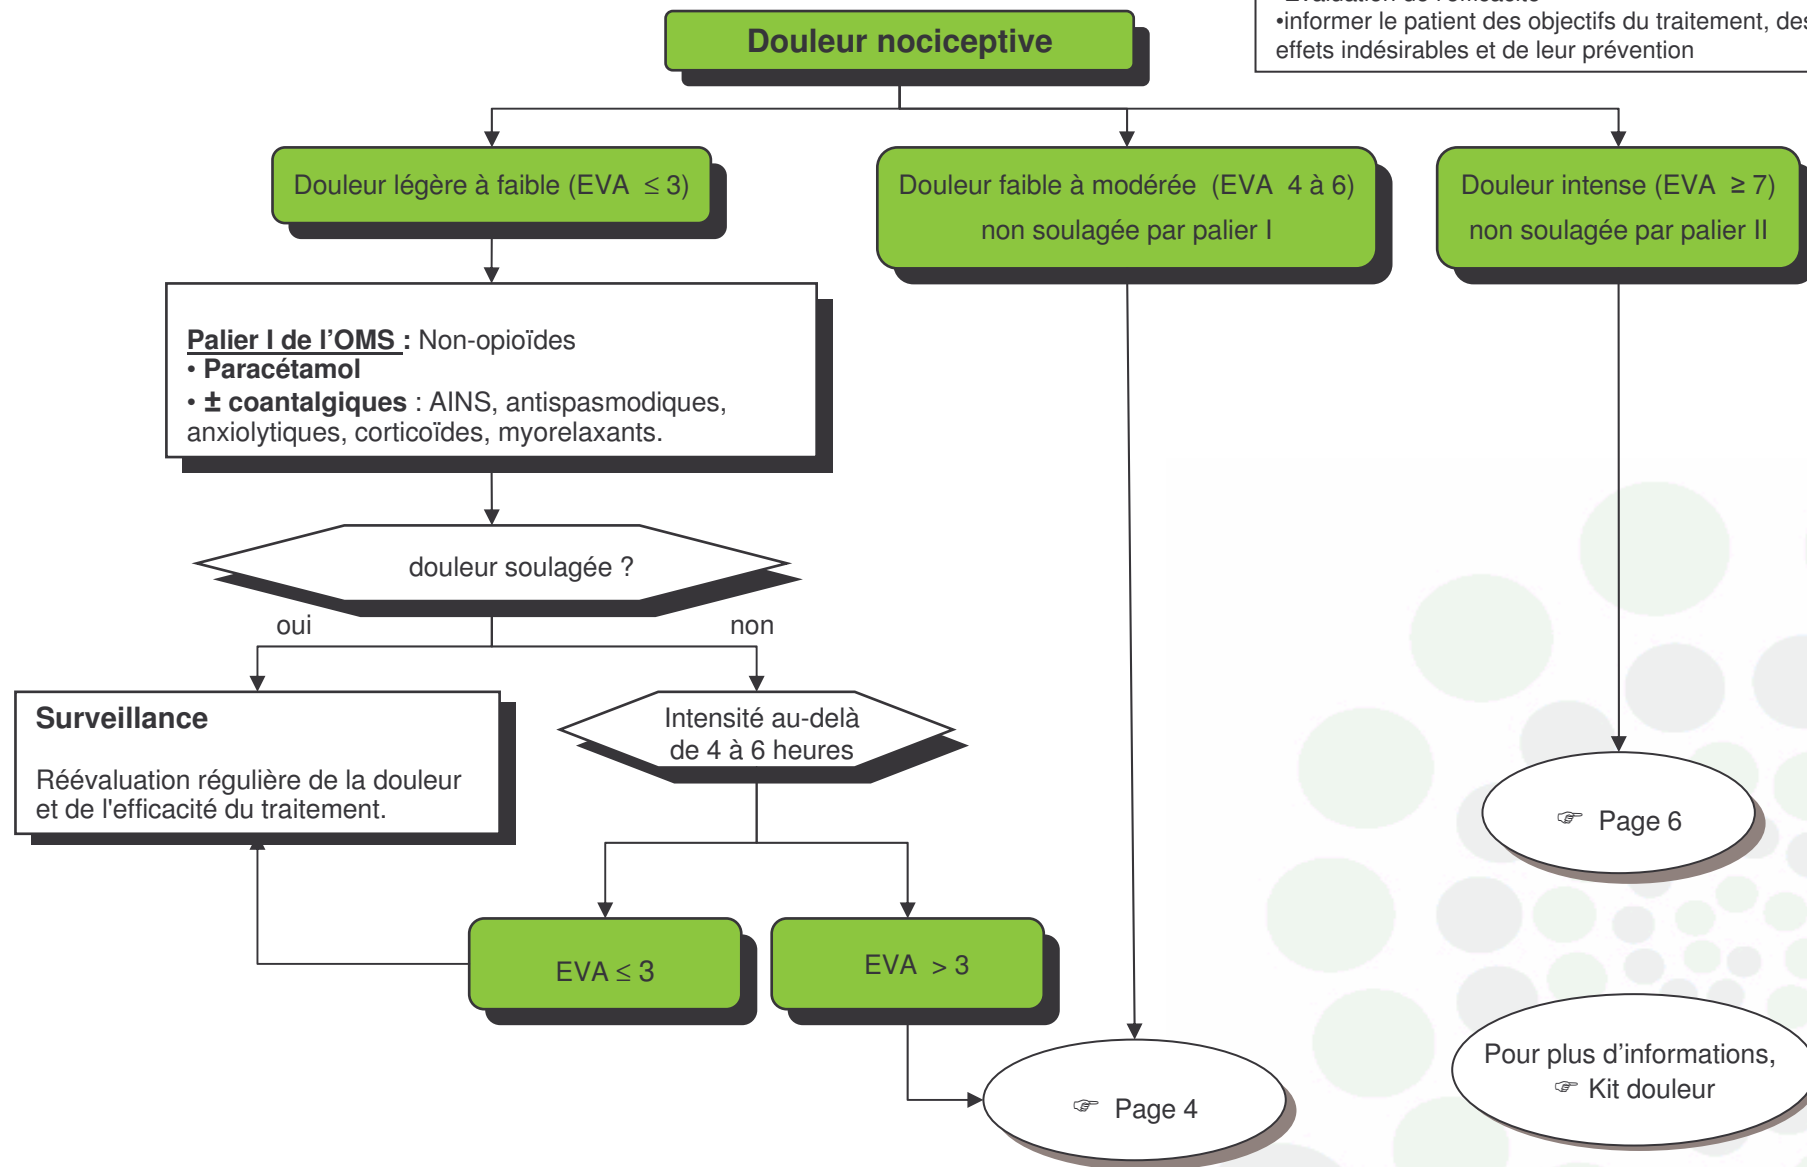 Evaluation de l'efficacité
•informer le patient des objectifs du traitement, des
effets indésirables et de leur prévention
Douleur nociceptive
Douleur légère à faible (EVA ≤ 3)
Douleur faible à modérée (EVA 4 à 6)
non soulagée par palier I
Douleur intense (EVA ≥ 7)
non soulagée par palier II
Palier I de l’OMS : Non-opioïdes
• Paracétamol
• ± coantalgiques : AINS, antispasmodiques,
anxiolytiques, corticoïdes, myorelaxants.
douleur soulagée ?
oui
non
Surveillance
Réévaluation régulière de la douleur
et de l'efficacité du traitement.
Intensité au-delà
de 4 à 6 heures
☞ Page 6
EVA ≤ 3
EVA > 3
☞ Page 4
Pour plus d’informations,
☞ Kit douleur